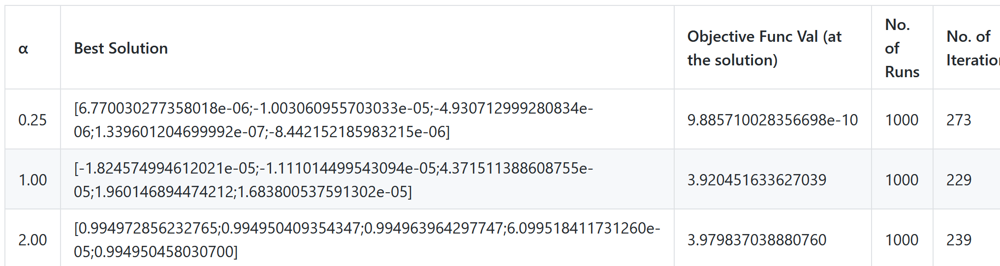 α
Best Solution
Objective Func Val (at
the solution)
No.
of
Runs
No. of
0.25
[6.770030277358018e-06;-1.003060955703033e-05;-4.930712999280834e-
06;1.339601204699992e-07;-8.442152185983215e-06]
9.885710028356698e-10
1000
273
1.00
[-1.824574994612021e-05;-1.111014499543094e-05;4.371511388608755e-
05;1.960146894474212;1.683800537591302e-05]
3.920451633627039
1000
229
2.00
[0.994972856232765;0.994950409354347;0.994963964297747;6.099518411731260e-
05;0.994950458030700]
3.979837038880760
1000
239